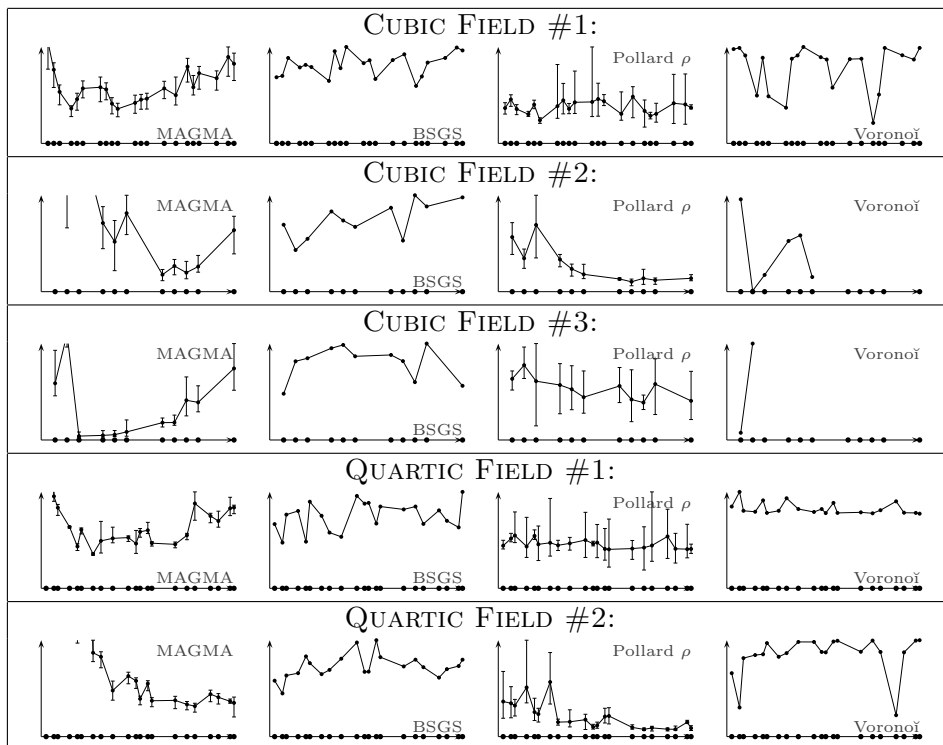 CUBIC FIELD #1:
MAGMA
BSGS
Pollard ρ
Voronoĭ
CUBIC FIELD #2:
MAGMA
BSGS
Pollard ρ
Voronoĭ
CUBIC FIELD #3:
MAGMA
BSGS
Pollard ρ
Voronoĭ
QUARTIC FIELD #1:
MAGMA
BSGS
Pollard ρ
Voronoĭ
QUARTIC FIELD #2:
MAGMA
BSGS
Pollard ρ
Voronoĭ